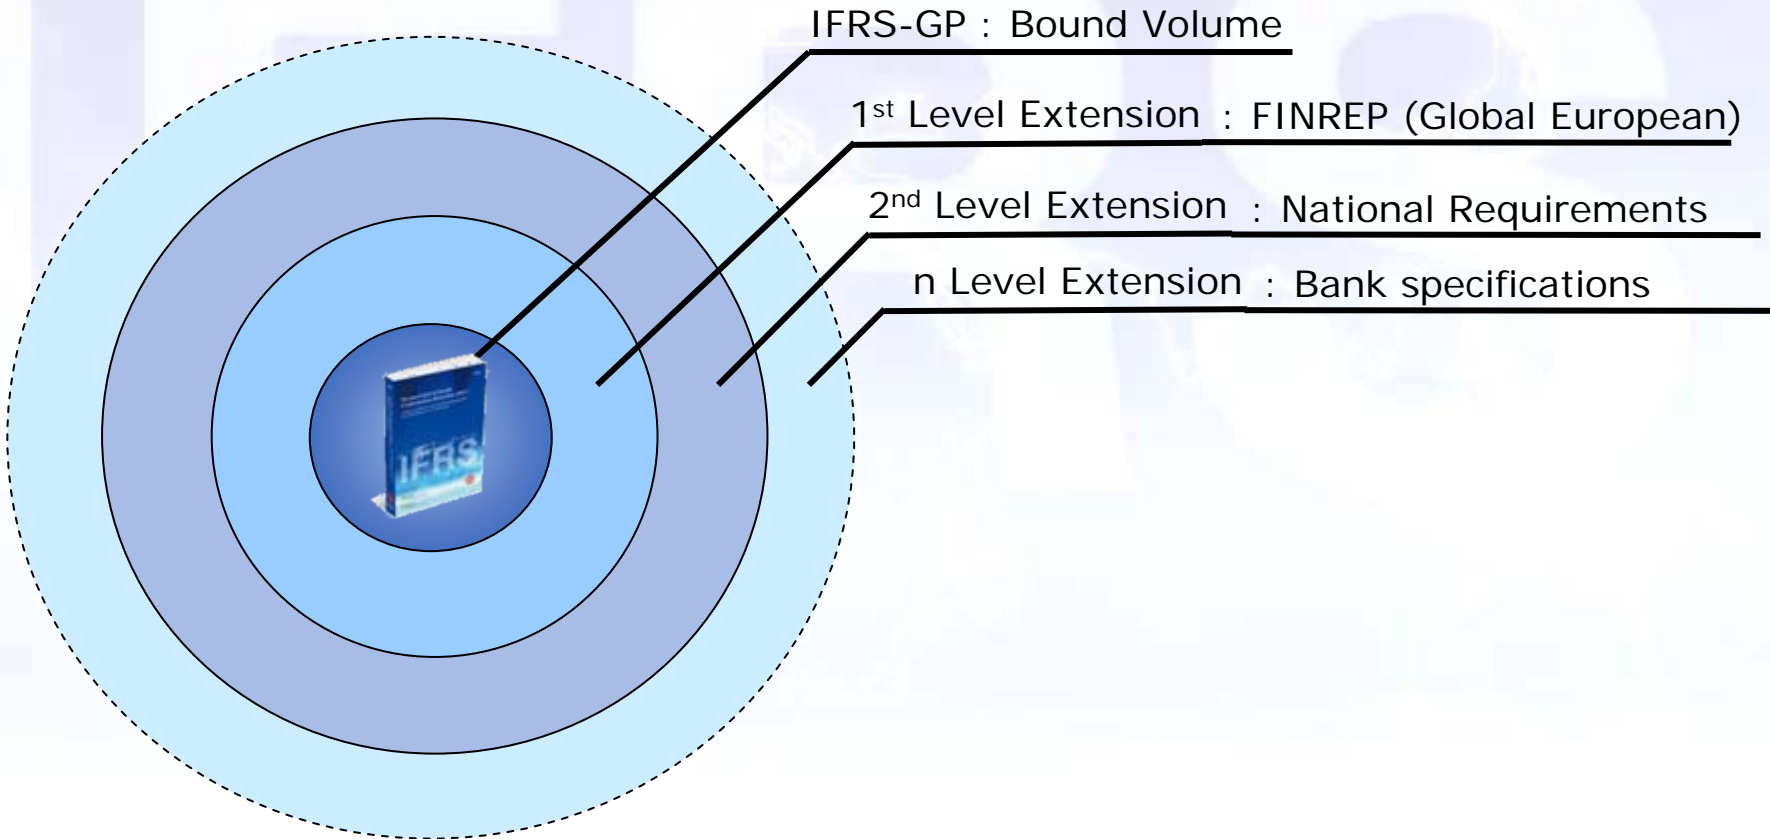 IFRS-GP : Bound Volume
1st Level Extension : FINREP (Global European)
2nd Level Extension : National Requirements
n Level Extension : Bank specifications
IFRS